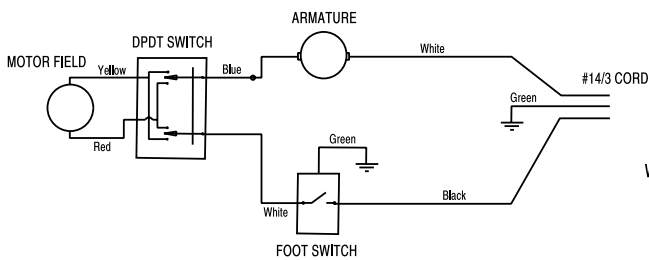 ARMATURE
DPDT SWITCH
MOTOR FIELD
Yellow
Blue
White
#14/3 CORD
Green
Red
Green
White
Black
FOOT SWITCH